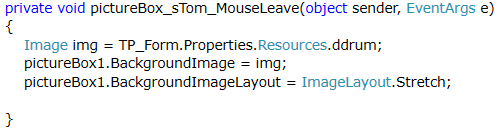 private void pictureBox_sTom_MouseLeave(object sender, EventArgs e)
{
    Image img = TP_Form.Properties.Resources.ddrum;
    pictureBox1.BackgroundImage = img;
    pictureBox1.BackgroundImageLayout = ImageLayout.Stretch;

}